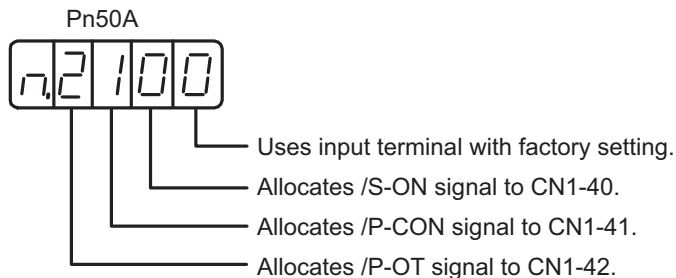 Pn50A
n.2100
Uses input terminal with factory setting.
Allocates /S-ON signal to CN1-40.
Allocates /P-CON signal to CN1-41.
Allocates /P-OT signal to CN1-42.